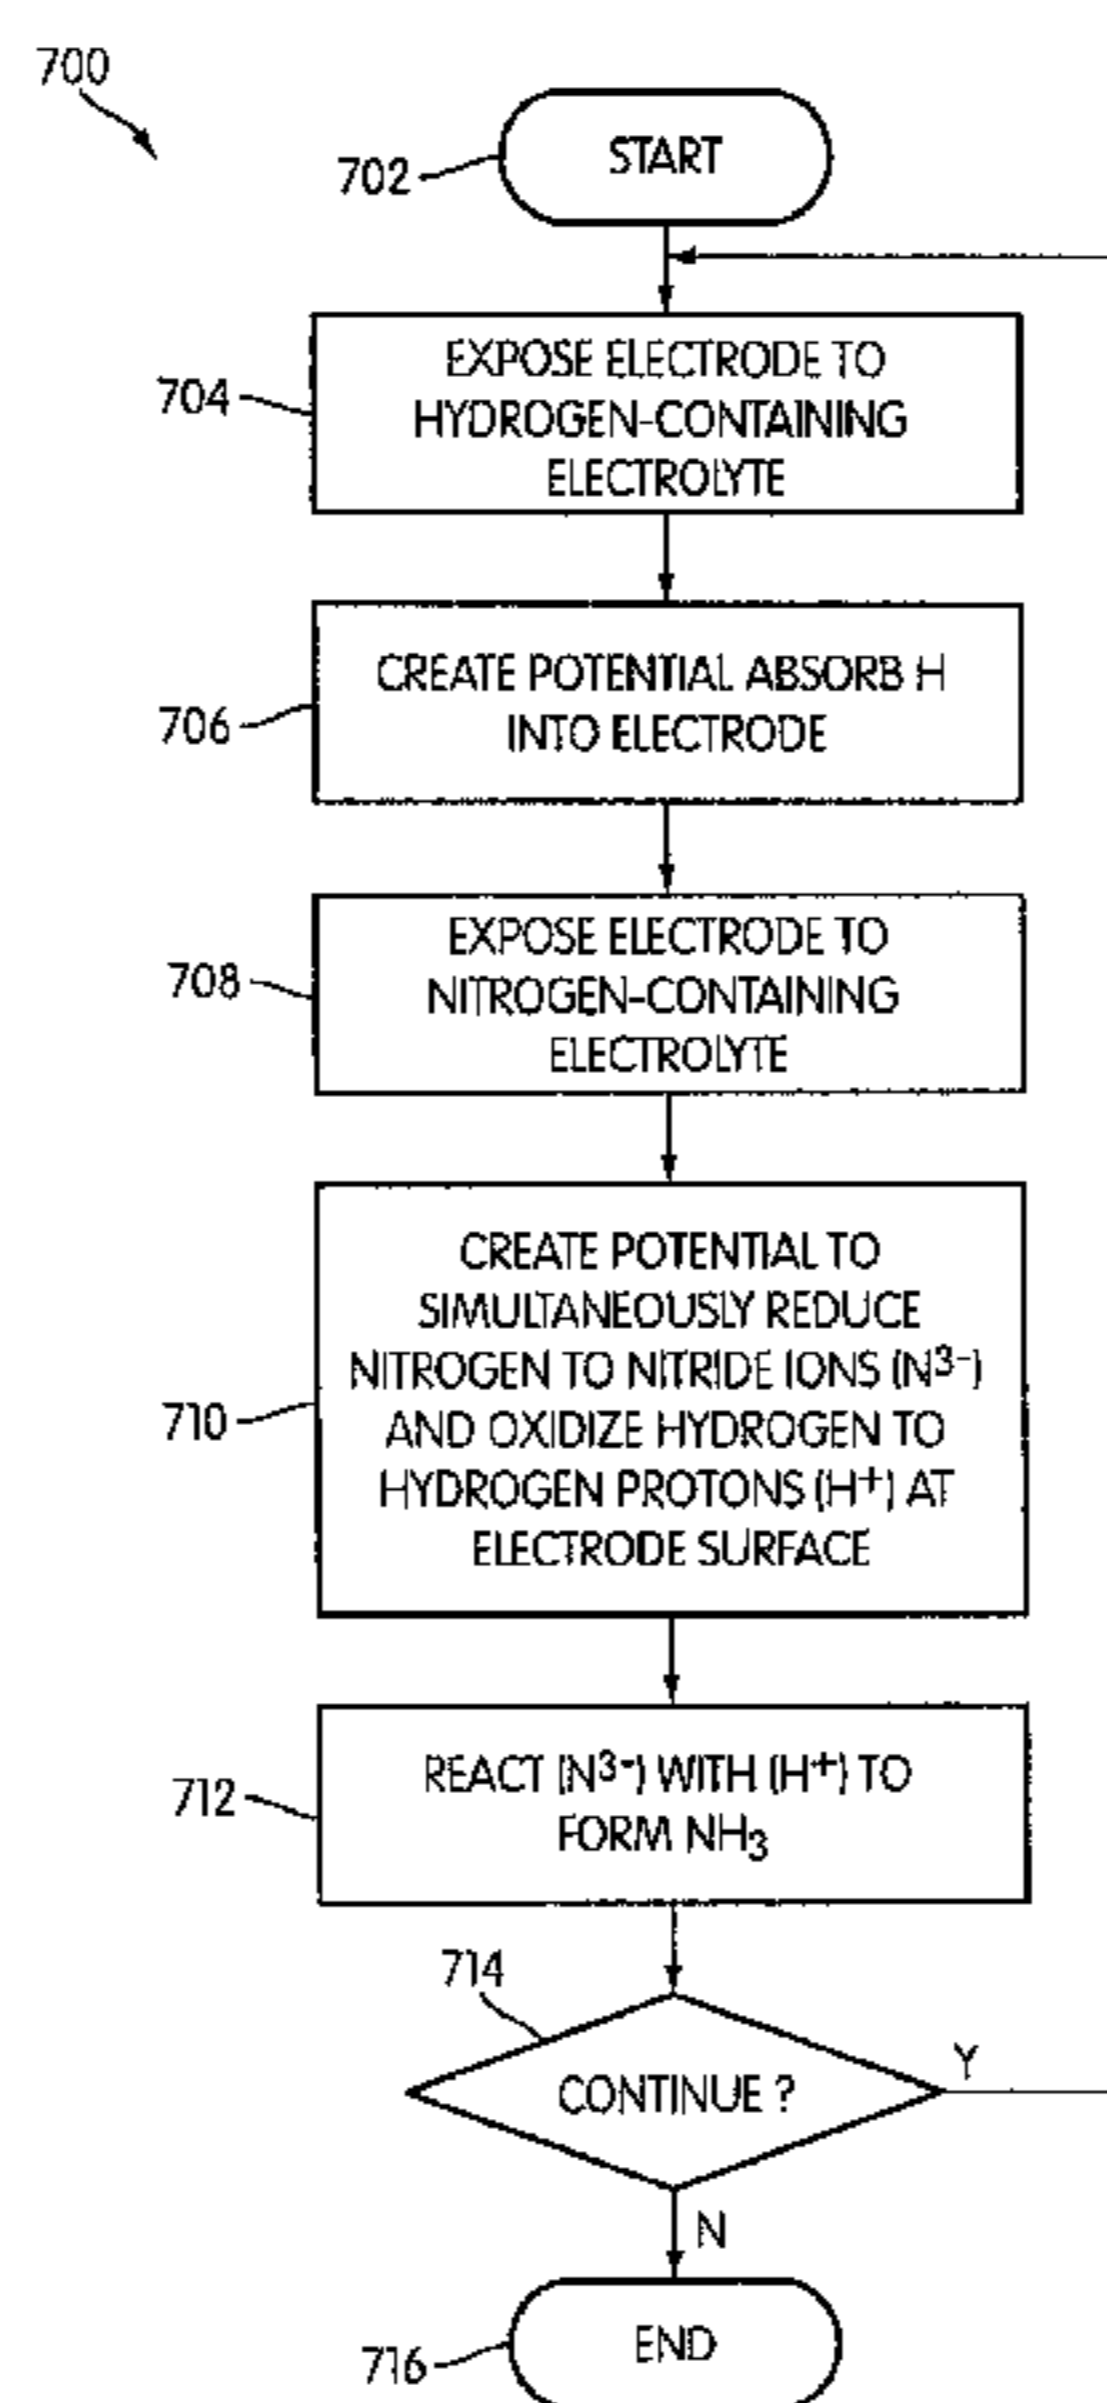 700
702
START
704
EXPOSE ELECTRODE TO
HYDROGEN-CONTAINING
ELECTROLYTE
706
CREATE POTENTIAL ABSORB H
INTO ELECTRODE
708
EXPOSE ELECTRODE TO
NITROGEN-CONTAINING
ELECTROLYTE
710
CREATE POTENTIAL TO
SIMULTANEOUSLY REDUCE
NITROGEN TO NITRIDE IONS (N³⁻)
AND OXIDIZE HYDROGEN TO
HYDROGEN PROTONS (H⁺) AT
ELECTRODE SURFACE
712
REACT (N³⁻) WITH (H⁺) TO
FORM NH₃
714
CONTINUE ?
Y
N
716
END